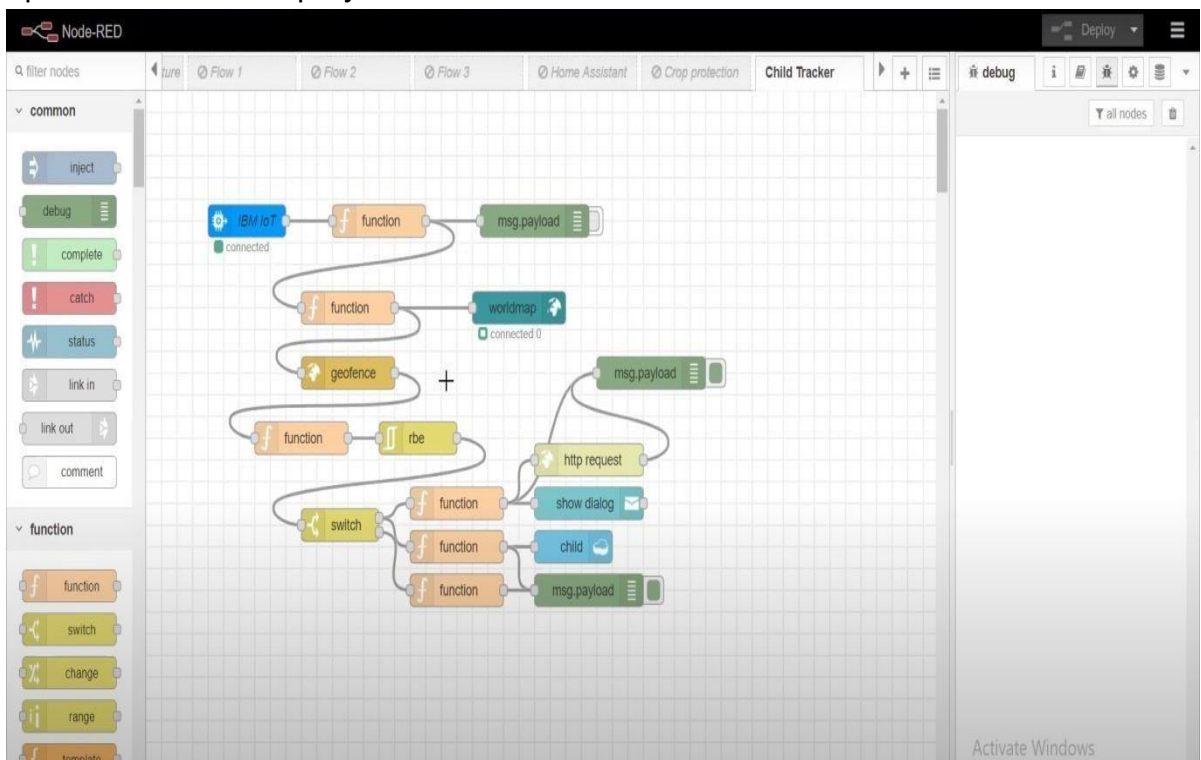 Node-RED
Deploy
filter nodes
ture
Flow 1
Flow 2
Flow 3
Home Assistant
Crop protection
Child Tracker
debug
i
all nodes
common
inject
debug
complete
catch
status
link in
link out
comment
function
function
switch
change
range
template
IBM IoT
connected
function
msg.payload
function
worldmap
connected 0
geofence
msg.payload
function
rbe
http request
switch
function
show dialog
function
child
function
msg.payload
Activate Windows